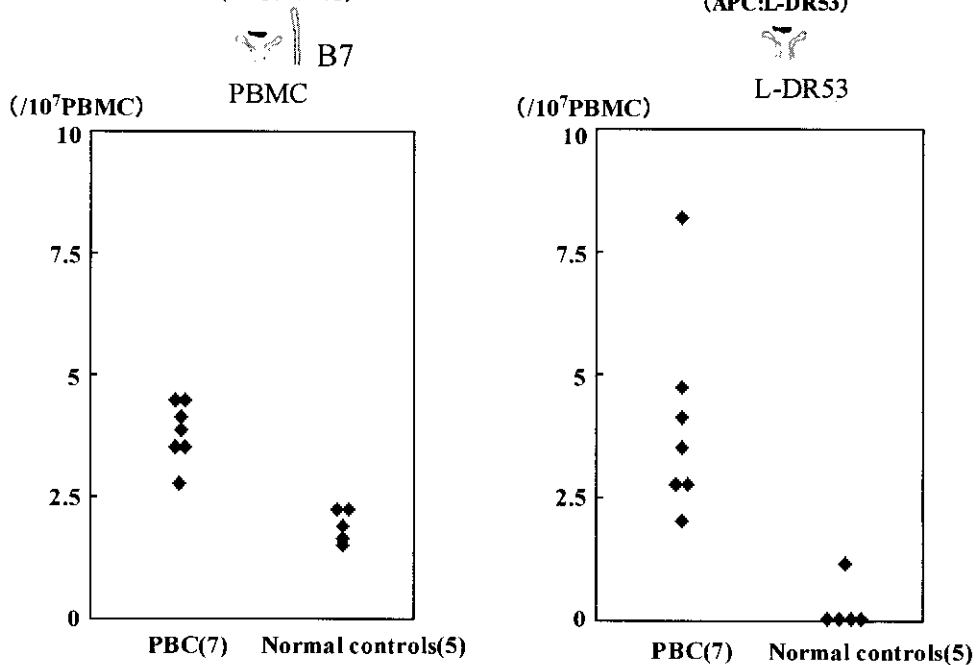 (APC:L-DR53)
B7
PBMC
L-DR53
(/10⁷PBMC)
(/10⁷PBMC)
10
7.5
5
2.5
0
PBC(7)
Normal controls(5)
10
7.5
5
2.5
0
PBC(7)
Normal controls(5)